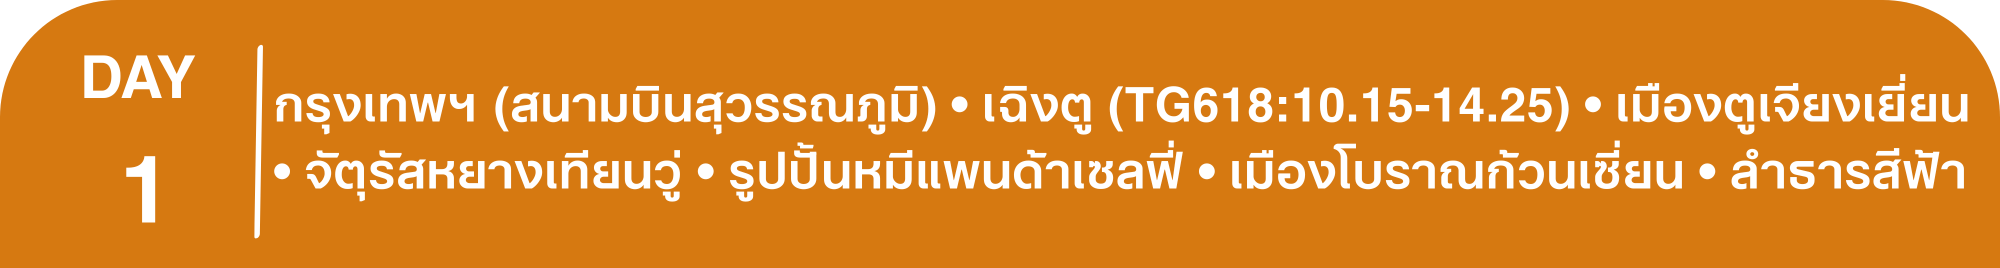 DAY
1
กรุงเทพฯ (สนามบินสุวรรณภูมิ) • เฉิงตู (TG618:10.15-14.25) • เมืองตูเจียงเยี่ยน
• จัตุรัสหยางเทียนวู่ • รูปปั้นหมีแพนด้าเซลฟี่ • เมืองโบราณก้วนเซี่ยน • ลำธารสีฟ้า